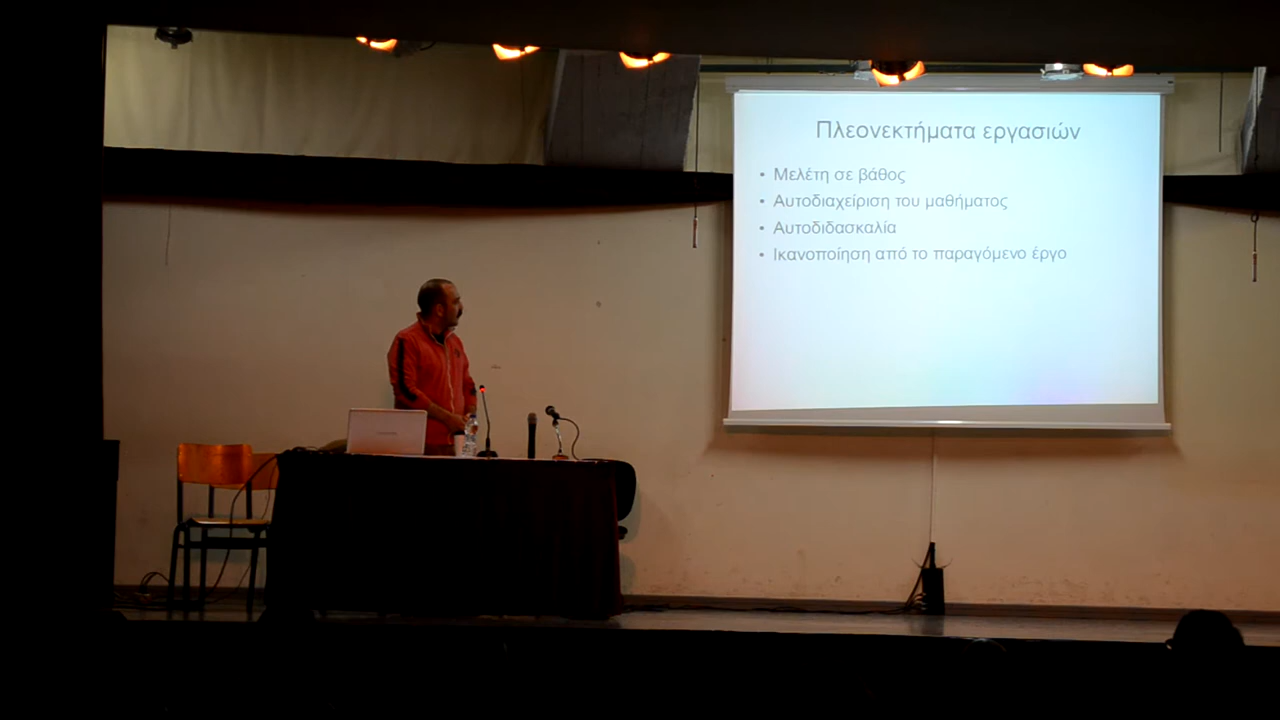 Πλεονεκτήματα εργασιών
• Μελέτη σε βάθος
• Αυτοδιαχείριση του μαθήματος
• Αυτοδιδασκαλία
• Ικανοποίηση από το παραγόμενο έργο